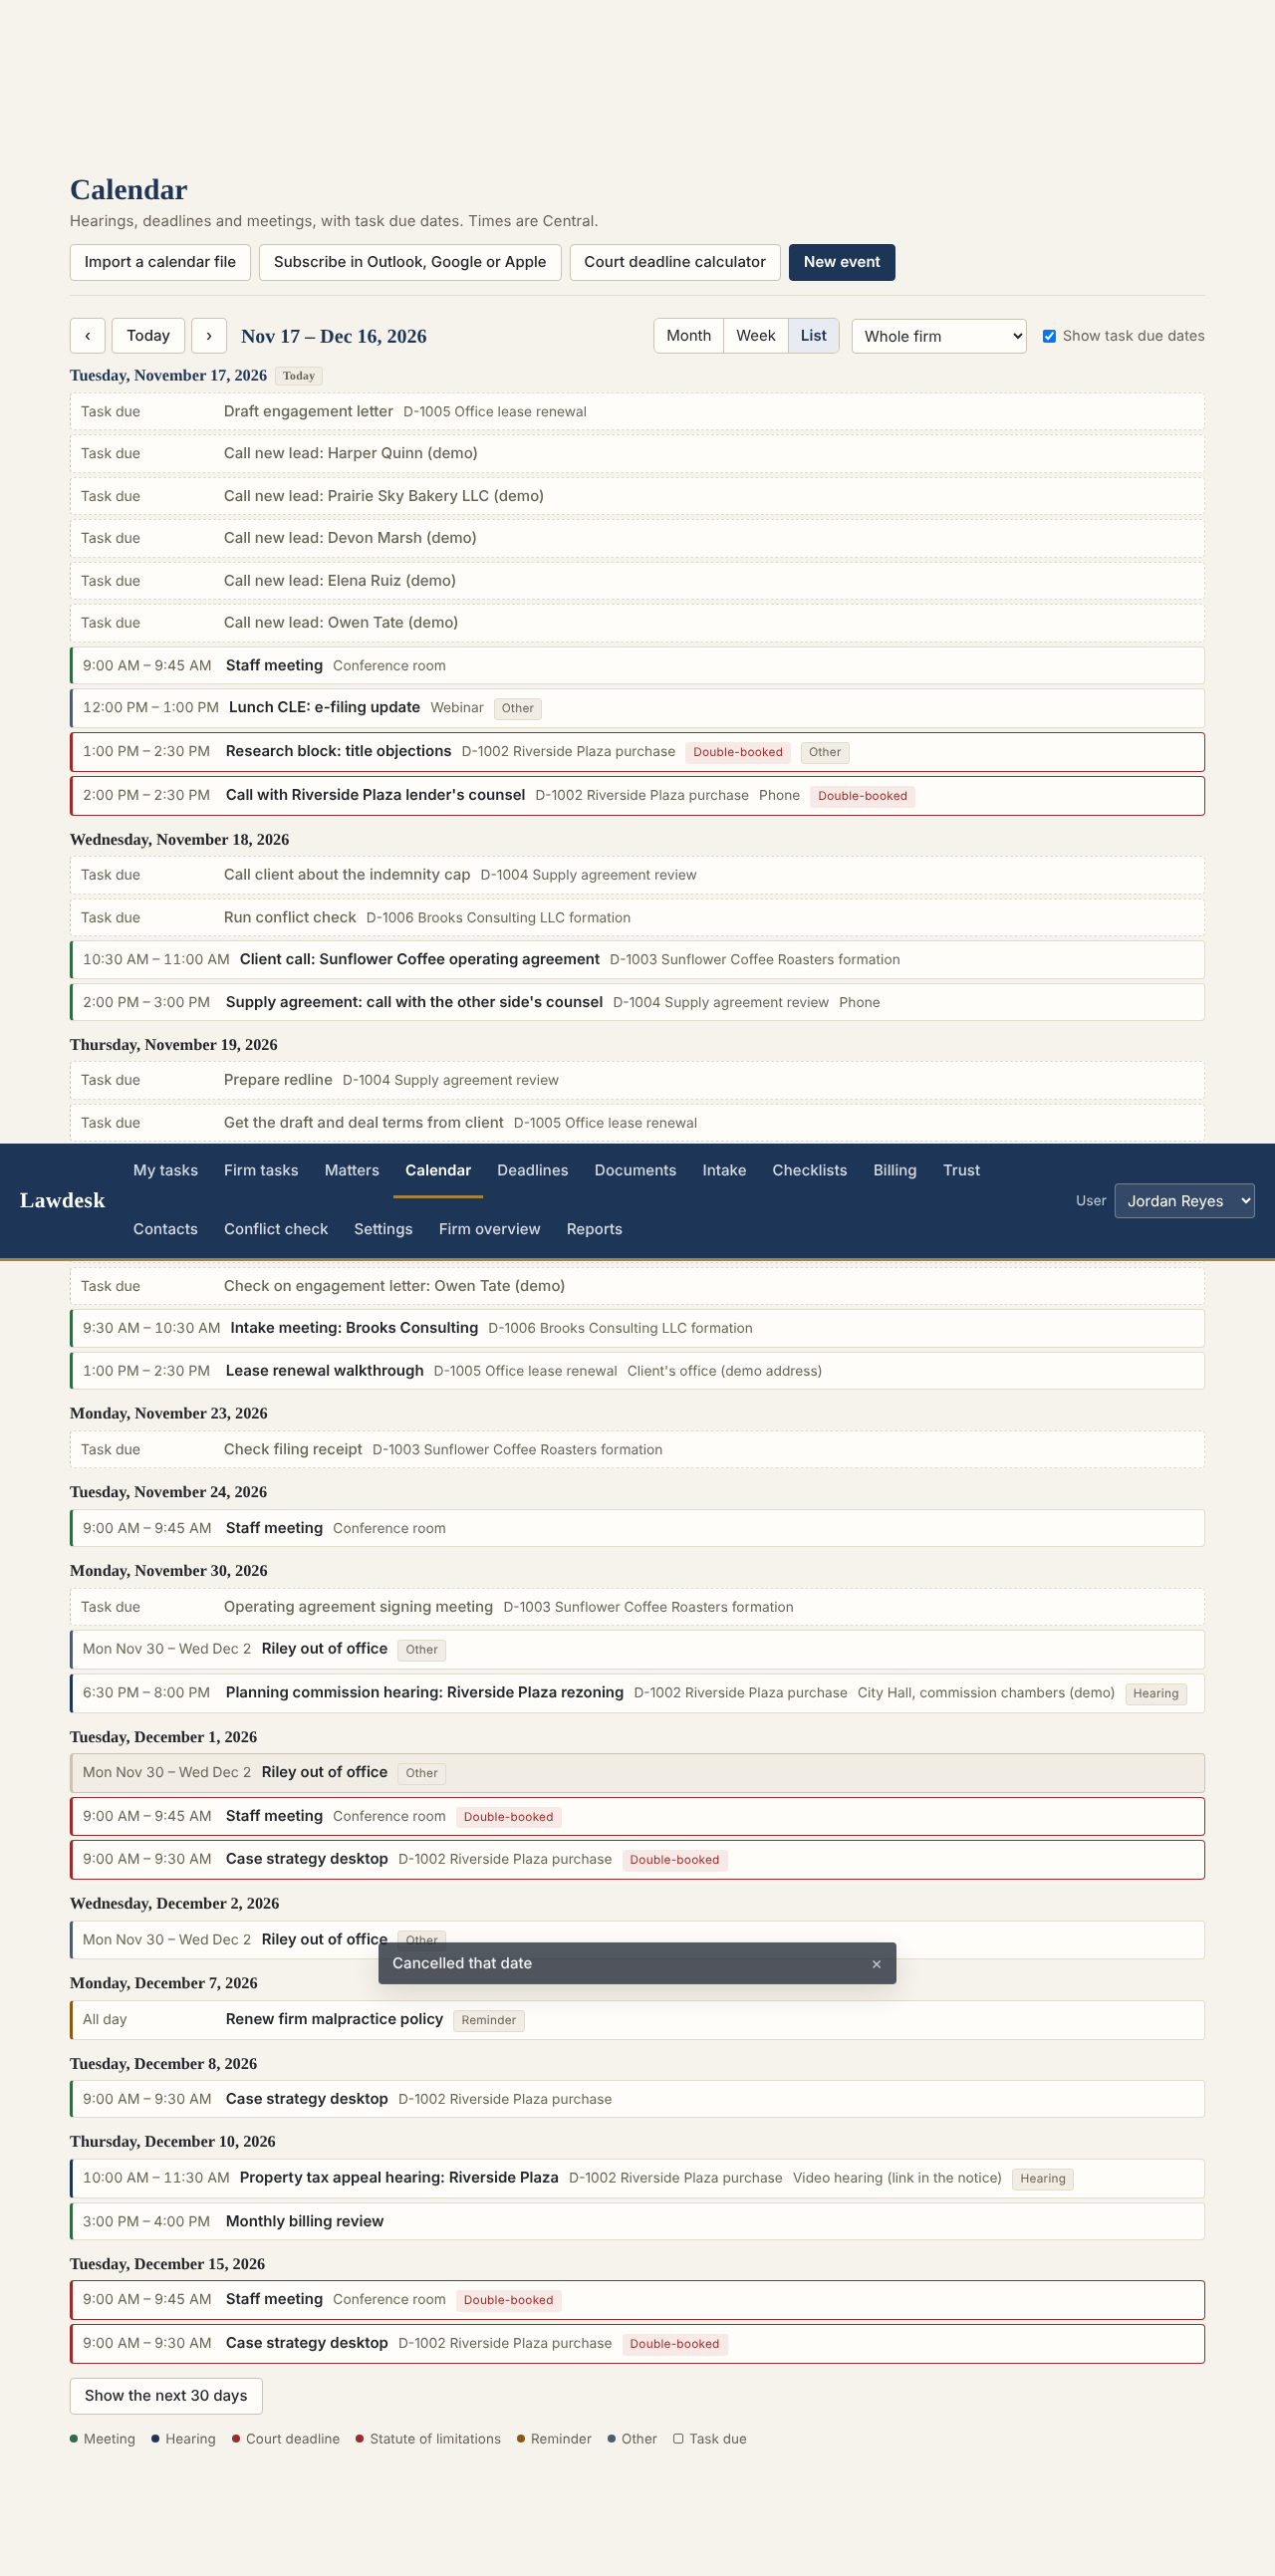 Calendar
Hearings, deadlines and meetings, with task due dates. Times are Central.
Import a calendar file Subscribe in Outlook, Google or Apple Court deadline calculator New event
‹ Today › Nov 17 – Dec 16, 2026 Month Week List Whole firm Show task due dates
Tuesday, November 17, 2026 Today
Task due Draft engagement letter D-1005 Office lease renewal
Task due Call new lead: Harper Quinn (demo)
Task due Call new lead: Prairie Sky Bakery LLC (demo)
Task due Call new lead: Devon Marsh (demo)
Task due Call new lead: Elena Ruiz (demo)
Task due Call new lead: Owen Tate (demo)
9:00 AM – 9:45 AM Staff meeting Conference room
12:00 PM – 1:00 PM Lunch CLE: e-filing update Webinar Other
1:00 PM – 2:30 PM Research block: title objections D-1002 Riverside Plaza purchase Double-booked Other
2:00 PM – 2:30 PM Call with Riverside Plaza lender's counsel D-1002 Riverside Plaza purchase Phone Double-booked
Wednesday, November 18, 2026
Task due Call client about the indemnity cap D-1004 Supply agreement review
Task due Run conflict check D-1006 Brooks Consulting LLC formation
10:30 AM – 11:00 AM Client call: Sunflower Coffee operating agreement D-1003 Sunflower Coffee Roasters formation
2:00 PM – 3:00 PM Supply agreement: call with the other side's counsel D-1004 Supply agreement review Phone
Thursday, November 19, 2026
Task due Prepare redline D-1004 Supply agreement review
Task due Get the draft and deal terms from client D-1005 Office lease renewal
Lawdesk My tasks Firm tasks Matters Calendar Deadlines Documents Intake Checklists Billing Trust
Contacts Conflict check Settings Firm overview Reports
User Jordan Reyes
Task due Check on engagement letter: Owen Tate (demo)
9:30 AM – 10:30 AM Intake meeting: Brooks Consulting D-1006 Brooks Consulting LLC formation
1:00 PM – 2:30 PM Lease renewal walkthrough D-1005 Office lease renewal Client's office (demo address)
Monday, November 23, 2026
Task due Check filing receipt D-1003 Sunflower Coffee Roasters formation
Tuesday, November 24, 2026
9:00 AM – 9:45 AM Staff meeting Conference room
Monday, November 30, 2026
Task due Operating agreement signing meeting D-1003 Sunflower Coffee Roasters formation
Mon Nov 30 – Wed Dec 2 Riley out of office Other
6:30 PM – 8:00 PM Planning commission hearing: Riverside Plaza rezoning D-1002 Riverside Plaza purchase City Hall, commission chambers (demo) Hearing
Tuesday, December 1, 2026
Mon Nov 30 – Wed Dec 2 Riley out of office Other
9:00 AM – 9:45 AM Staff meeting Conference room Double-booked
9:00 AM – 9:30 AM Case strategy desktop D-1002 Riverside Plaza purchase Double-booked
Wednesday, December 2, 2026
Mon Nov 30 – Wed Dec 2 Riley out of office Other
Cancelled that date ×
Monday, December 7, 2026
All day Renew firm malpractice policy Reminder
Tuesday, December 8, 2026
9:00 AM – 9:30 AM Case strategy desktop D-1002 Riverside Plaza purchase
Thursday, December 10, 2026
10:00 AM – 11:30 AM Property tax appeal hearing: Riverside Plaza D-1002 Riverside Plaza purchase Video hearing (link in the notice) Hearing
3:00 PM – 4:00 PM Monthly billing review
Tuesday, December 15, 2026
9:00 AM – 9:45 AM Staff meeting Conference room Double-booked
9:00 AM – 9:30 AM Case strategy desktop D-1002 Riverside Plaza purchase Double-booked
Show the next 30 days
Meeting Hearing Court deadline Statute of limitations Reminder Other Task due